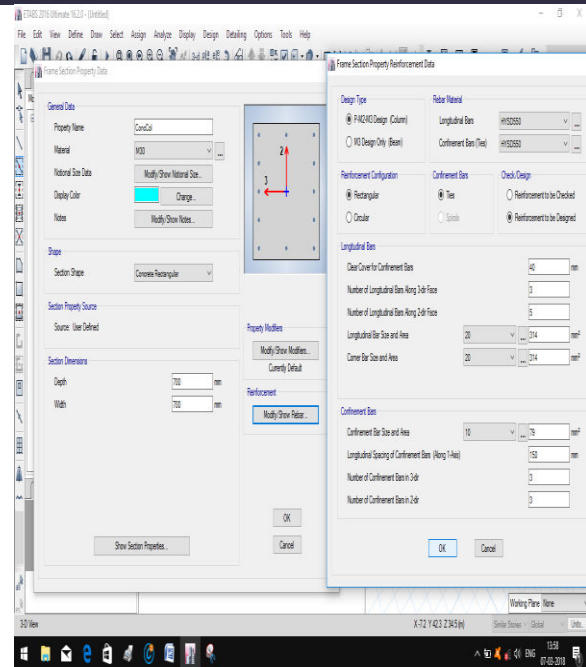 ETABS 2016 Ultimate 16.2.0 - (Untitled)
File Edit View Define Draw Select Assign Analyze Display Design Detailing Options Tools Help
Frame Section Property Data
General Data
Property Name ConcCol
Material M30
Notional Size Data Modify/Show Notional Size...
Display Color Change...
Notes Modify/Show Notes...
Shape
Section Shape Concrete Rectangular
Section Property Source
Source: User Defined
Section Dimensions
Depth 700 mm
Width 700 mm
Show Section Properties...
2
3
Property Modifiers
Modify/Show Modifiers...
Currently Default
Reinforcement
Modify/Show Rebar...
OK
Cancel
Frame Section Property Reinforcement Data
Design Type
P-M2-M3 Design (Column)
M3 Design Only (Beam)
Rebar Material
Longitudinal Bars HYSD550 ...
Confinement Bars (Ties) HYSD550 ...
Reinforcement Configuration
Rectangular
Circular
Confinement Bars
Ties
Spirals
Check/Design
Reinforcement to be Checked
Reinforcement to be Designed
Longitudinal Bars
Clear Cover for Confinement Bars 40 mm
Number of Longitudinal Bars Along 3-dir Face 3
Number of Longitudinal Bars Along 2-dir Face 5
Longitudinal Bar Size and Area 20 ... 314 mm²
Corner Bar Size and Area 20 ... 314 mm²
Confinement Bars
Confinement Bar Size and Area 10 ... 79 mm²
Longitudinal Spacing of Confinement Bars (Along 1-Axis) 150 mm
Number of Confinement Bars in 3-dir 3
Number of Confinement Bars in 2-dir 3
OK Cancel
Working Plane None
3-D View X -7.2 Y 42.3 Z 34.5 (m) Similar Stories Global Units...
ENG 13:58
07-03-2018